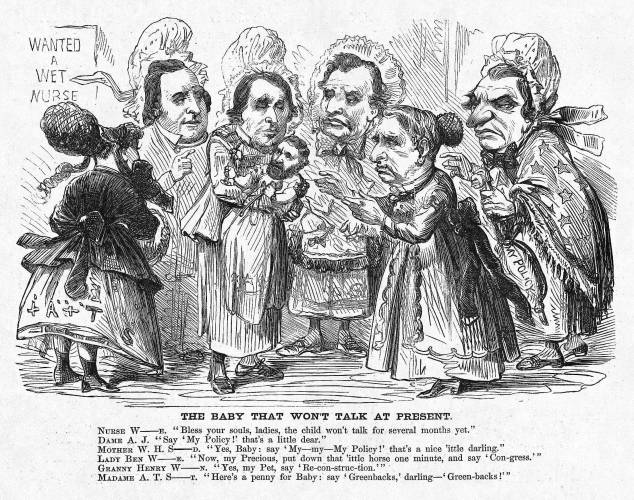 WANTED
A
WET
NURSE
+ A + T
MY POLICY
THE BABY THAT WON'T TALK AT PRESENT.
NURSE W—E. "Bless your souls, ladies, the child won't talk for several months yet."
DAME A. J. "Say 'My Policy!' that's a little dear."
MOTHER W. H. S—D. "Yes, Baby: say 'My—my—My Policy!' that's a nice 'ittle darling."
LADY BEN W—E. "Now, my Precious, put down that 'ittle horse one minute, and say 'Con-gress.'"
GRANNY HENRY W—N. "Yes, my Pet, say 'Re-con-struc-tion.'"
MADAME A. T. S—T. "Here's a penny for Baby: say 'Greenbacks,' darling—'Green-backs!'"